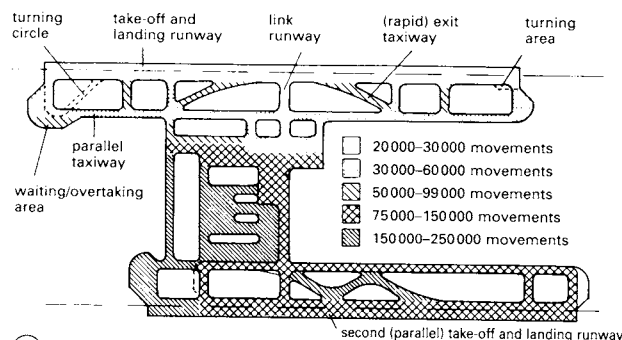 turning
circle
take-off and
landing runway
link
runway
(rapid) exit
taxiway
turning
area
parallel
taxiway
waiting/overtaking
area
20 000–30 000 movements
30 000–60 000 movements
50 000–99 000 movements
75 000–150 000 movements
150 000–250 000 movements
second (parallel) take-off and landing runway